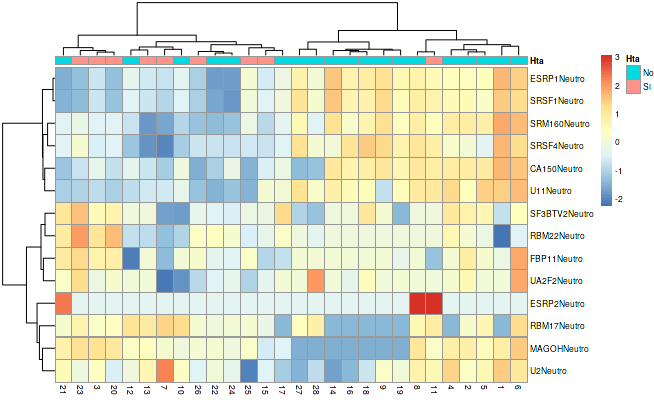 Hta
ESRP1Neutro
SRSF1Neutro
SRM160Neutro
SRSF4Neutro
CA150Neutro
U11Neutro
SF3BTV2Neutro
RBM22Neutro
FBP11Neutro
UA2F2Neutro
ESRP2Neutro
RBM17Neutro
MAGOHNeutro
U2Neutro
21 23 3 20 12 13 7 10 26 22 24 25 15 17 27 28 14 16 18 9 19 8 11 4 2 5 1 6
3
2
1
0
-1
-2
Hta
No
SI